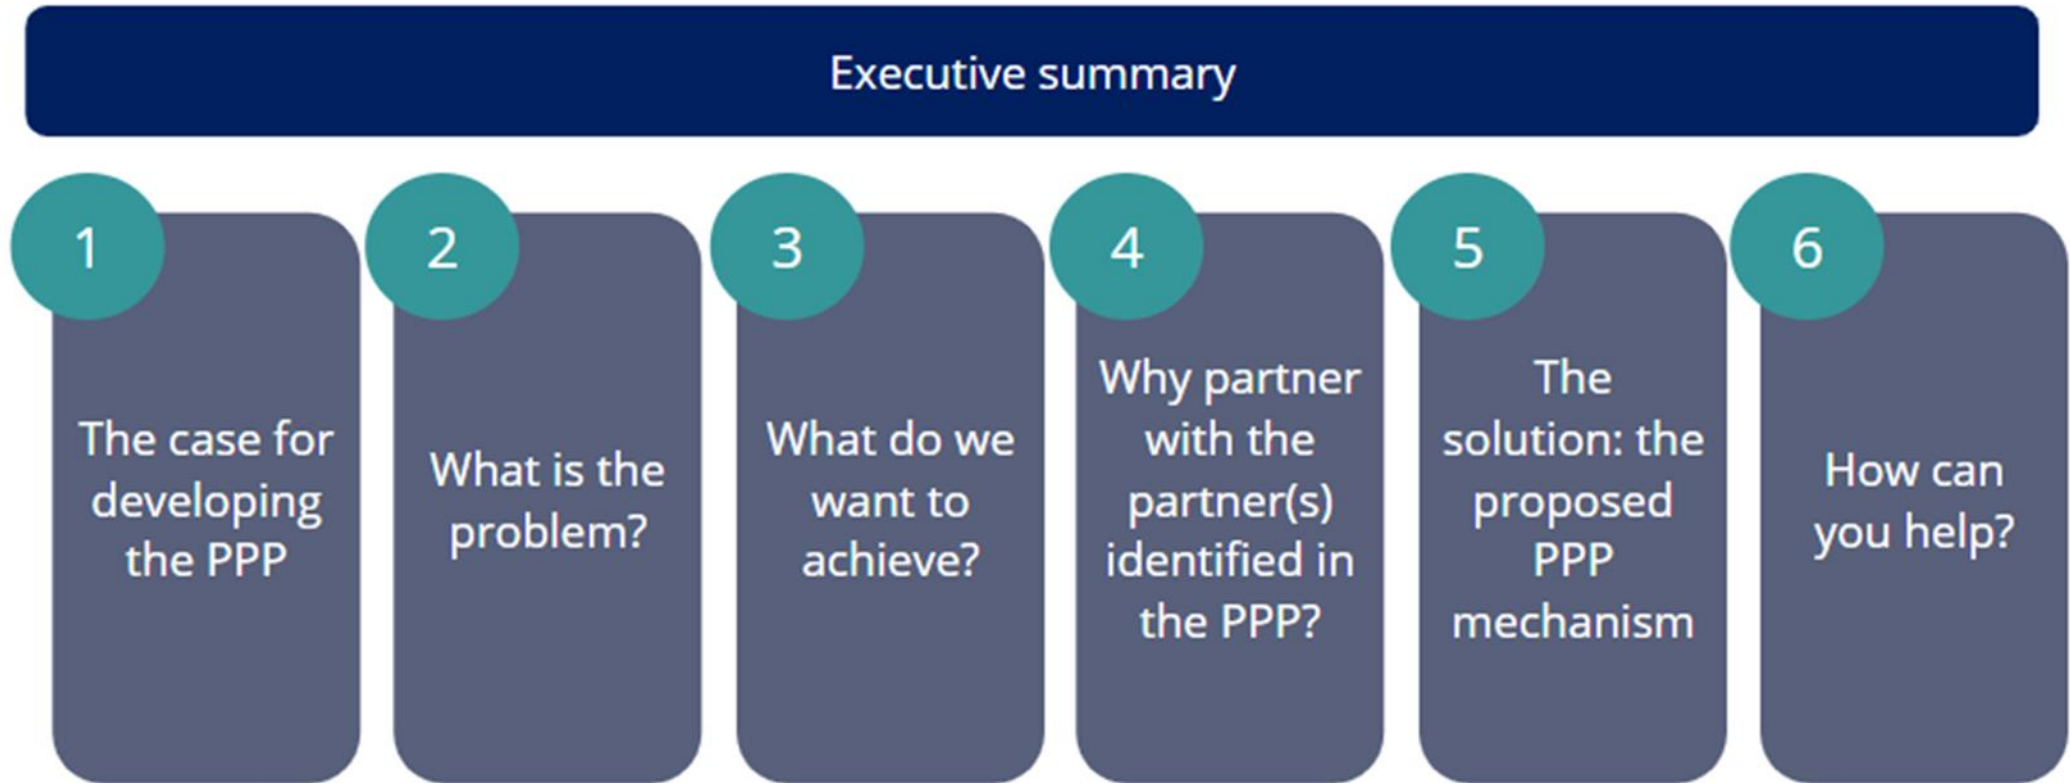 Executive summary
1
The case for
developing
the PPP
2
What is the
problem?
3
What do we
want to
achieve?
4
Why partner
with the
partner(s)
identified in
the PPP?
5
The
solution: the
proposed
PPP
mechanism
6
How can
you help?